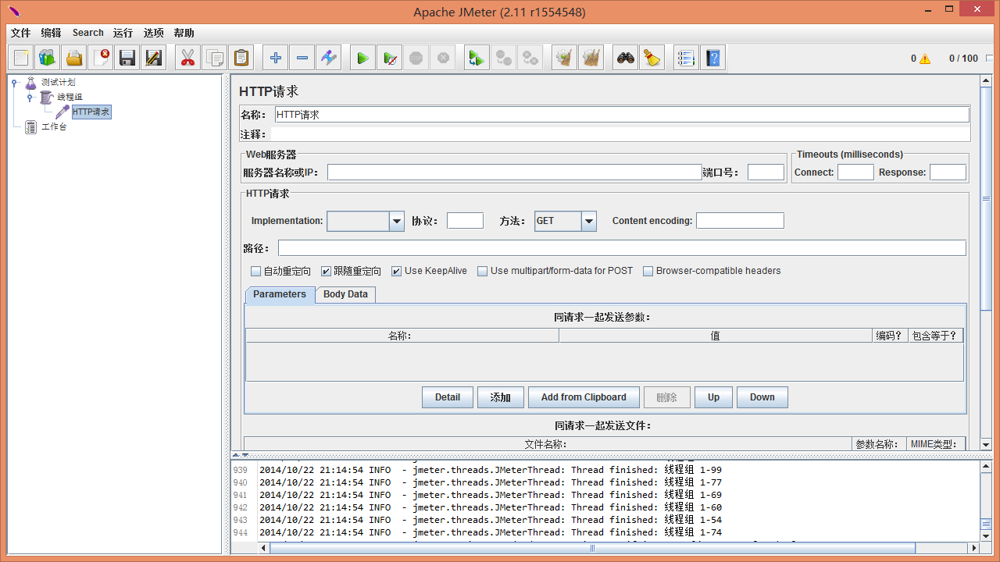 Apache JMeter (2.11 r1554548)
文件 编辑 Search 运行 选项 帮助
0 0 / 100
测试计划
线程组
HTTP请求
工作台
HTTP请求
名称： HTTP请求
注释：
Web服务器
服务器名称或IP： 端口号：
Timeouts (milliseconds)
Connect: Response:
HTTP请求
Implementation: 协议： 方法： GET Content encoding:
路径：
自动重定向 跟随重定向 Use KeepAlive Use multipart/form-data for POST Browser-compatible headers
Parameters Body Data
同请求一起发送参数：
名称： 值 编码？ 包含等于？
Detail 添加 Add from Clipboard 删除 Up Down
同请求一起发送文件：
文件名称： 参数名称： MIME类型：
939 2014/10/22 21:14:54 INFO - jmeter.threads.JMeterThread: Thread finished: 线程组 1-99
940 2014/10/22 21:14:54 INFO - jmeter.threads.JMeterThread: Thread finished: 线程组 1-77
941 2014/10/22 21:14:54 INFO - jmeter.threads.JMeterThread: Thread finished: 线程组 1-69
942 2014/10/22 21:14:54 INFO - jmeter.threads.JMeterThread: Thread finished: 线程组 1-60
943 2014/10/22 21:14:54 INFO - jmeter.threads.JMeterThread: Thread finished: 线程组 1-54
944 2014/10/22 21:14:54 INFO - jmeter.threads.JMeterThread: Thread finished: 线程组 1-74